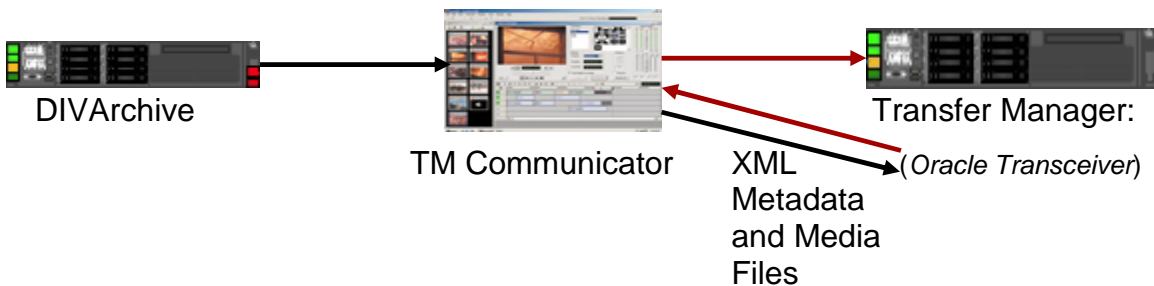 DIVArchive
Transfer Manager:
TM Communicator
XML
(Oracle Transceiver)
Metadata
and Media
Files